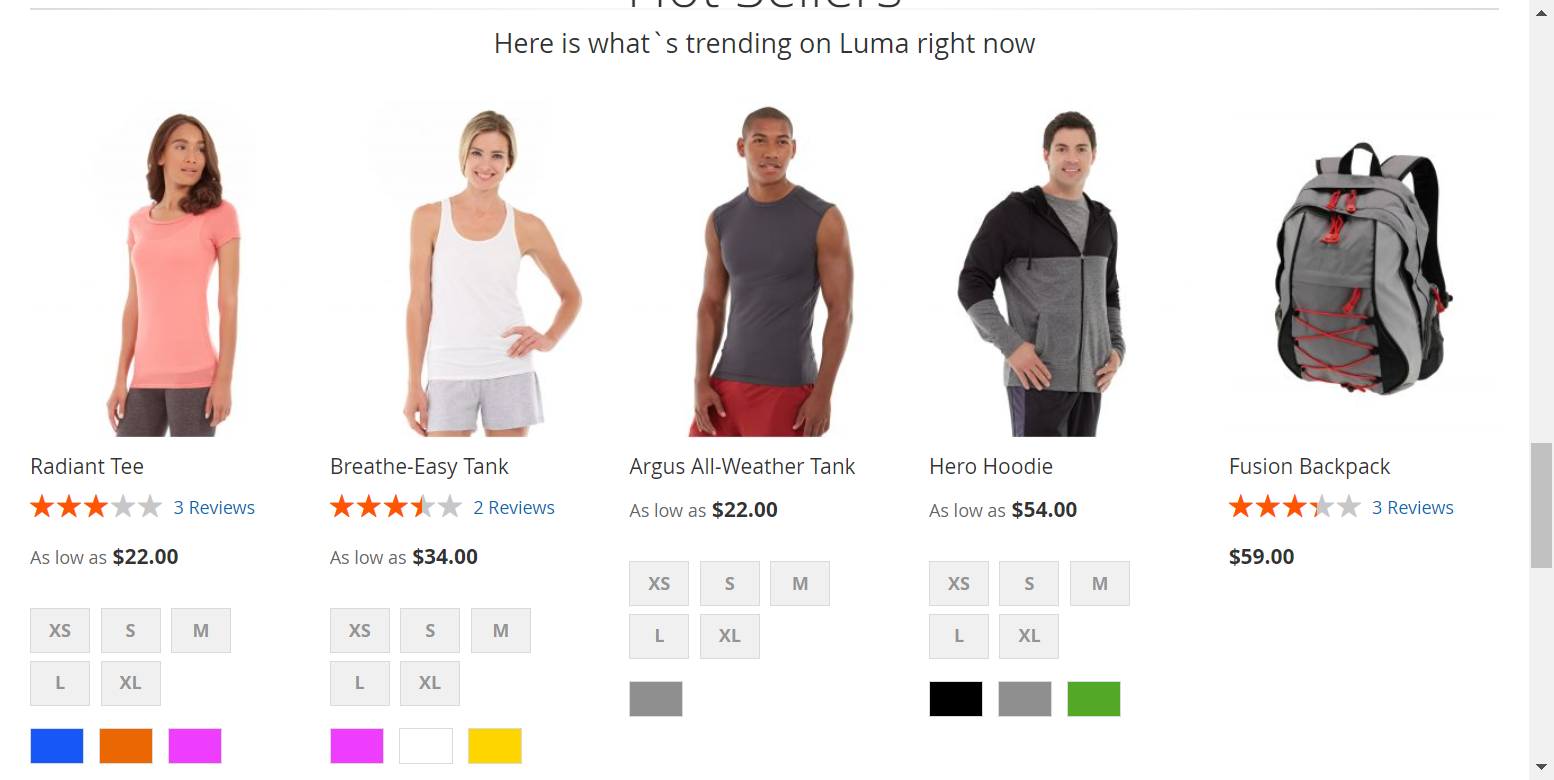 Hot Sellers
Here is what`s trending on Luma right now
Radiant Tee
3 Reviews
As low as $22.00
XS S M
L XL
Breathe-Easy Tank
2 Reviews
As low as $34.00
XS S M
L XL
Argus All-Weather Tank
As low as $22.00
XS S M
L XL
Hero Hoodie
As low as $54.00
XS S M
L XL
Fusion Backpack
3 Reviews
$59.00